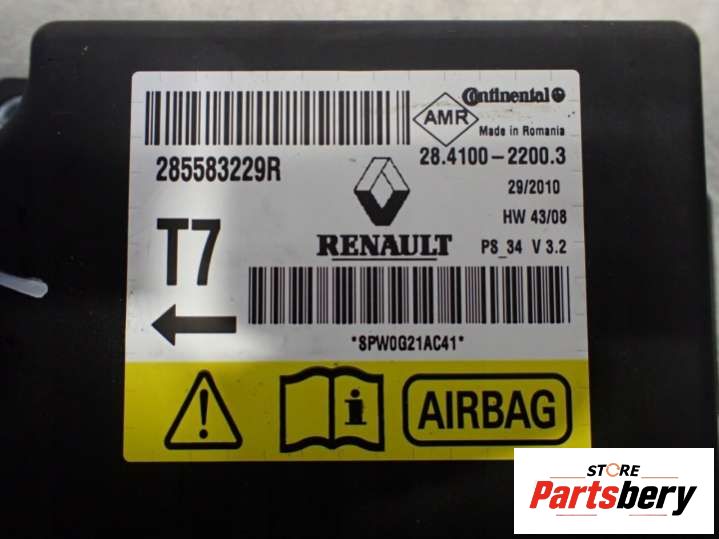 Continental
AMR
Made in Romania
285583229R
28.4100-2200.3
29/2010
T7
HW 43/08
RENAULT
PS_34 V 3.2
*SPW0G21AC41*
i
AIRBAG
STORE
Partsbery